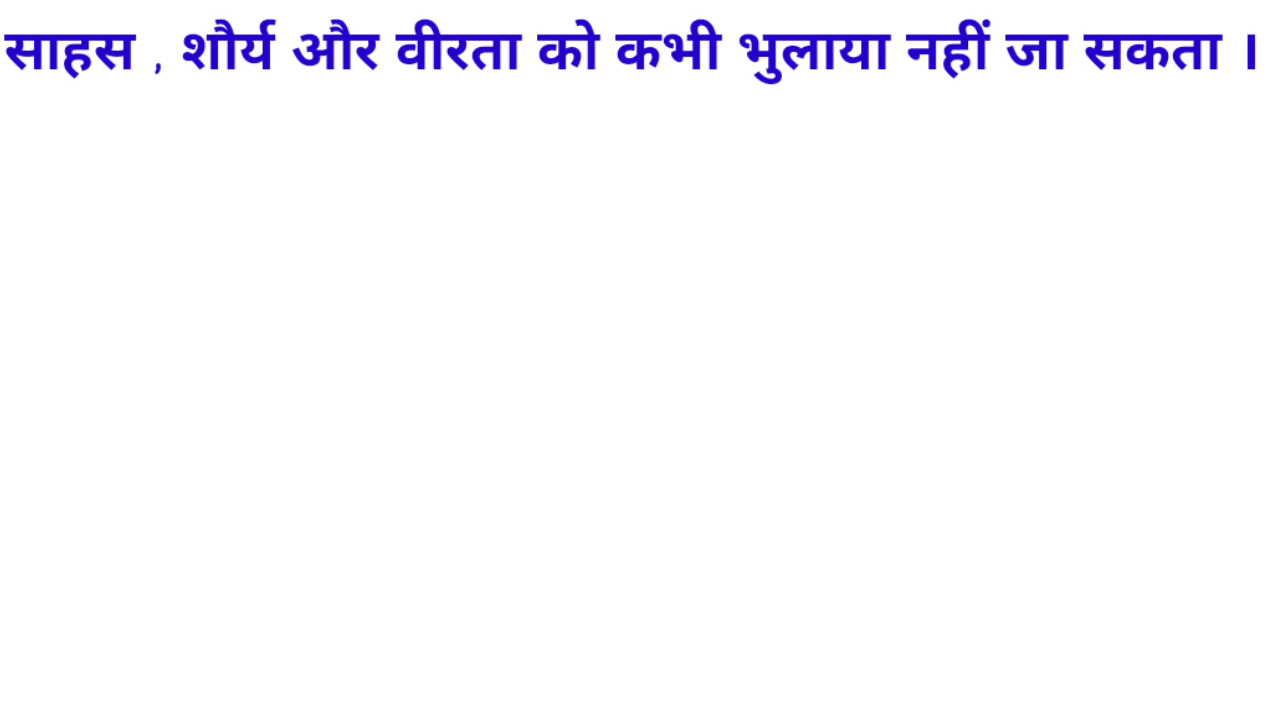 साहस , शौर्य और वीरता को कभी भुलाया नहीं जा सकता ।